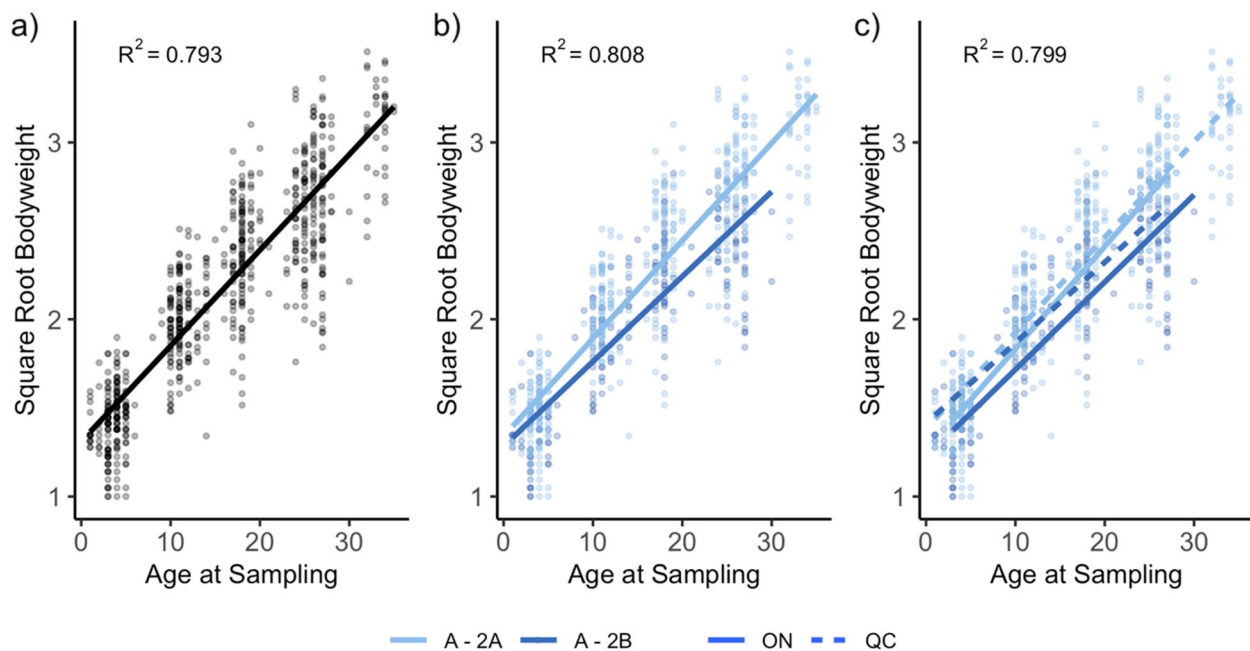 a)
R² = 0.793
Square Root Bodyweight
3
2
1
0
10
20
30
Age at Sampling
b)
R² = 0.808
Square Root Bodyweight
3
2
1
0
10
20
30
Age at Sampling
c)
R² = 0.799
Square Root Bodyweight
3
2
1
0
10
20
30
Age at Sampling
A - 2A
A - 2B
ON
QC